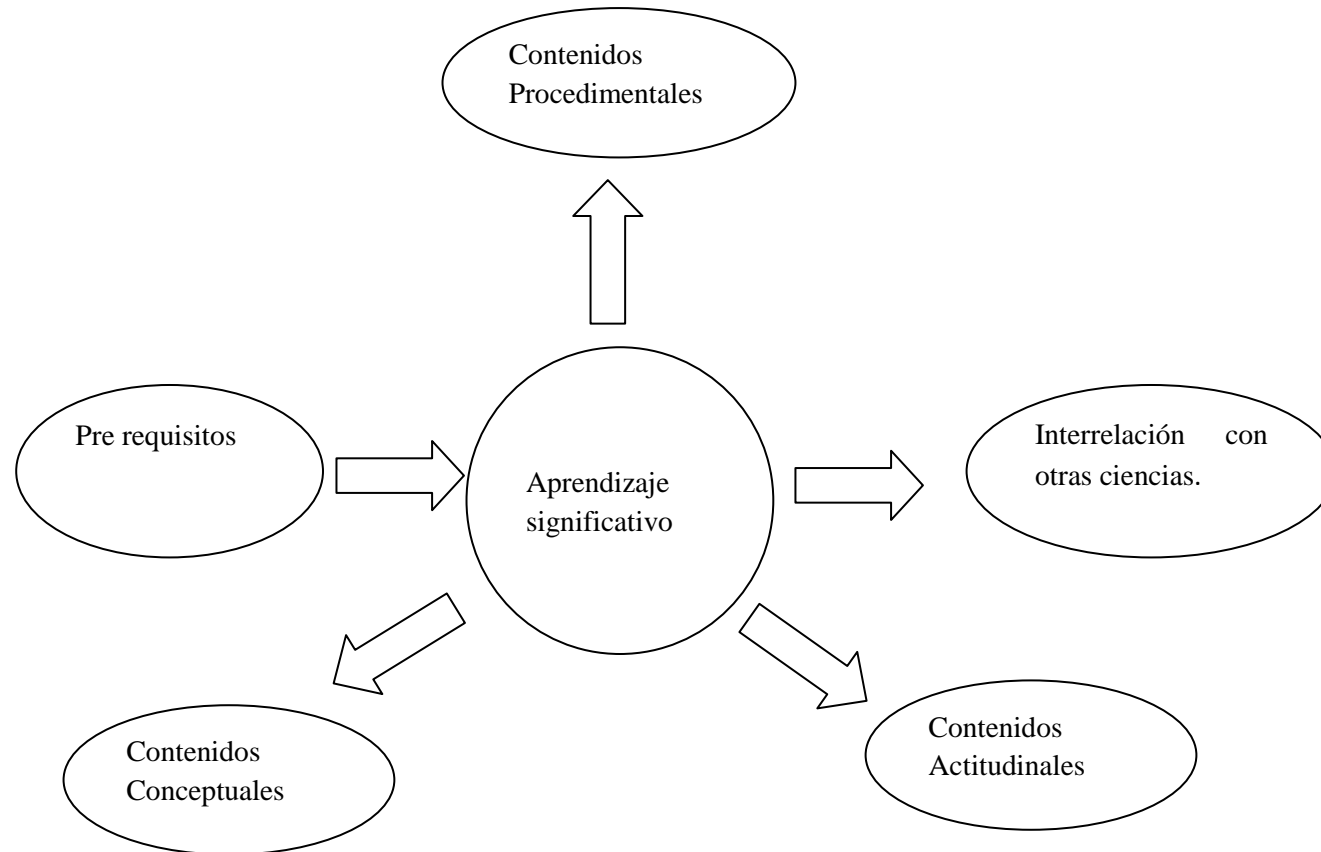 Contenidos
Procedimentales
Pre requisitos
Interrelación con
otras ciencias.
Aprendizaje
significativo
Contenidos
Conceptuales
Contenidos
Actitudinales